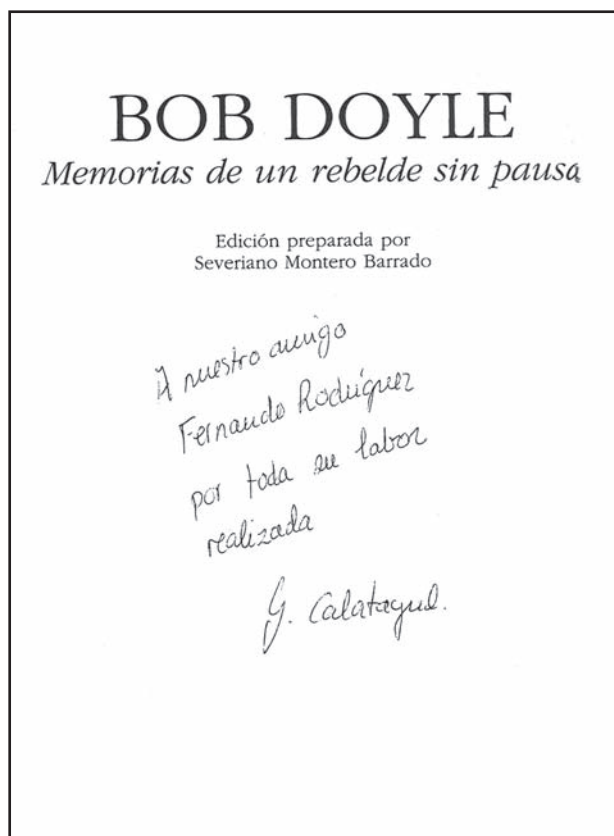 BOB DOYLE
Memorias de un rebelde sin pausa
Edición preparada por
Severiano Montero Barrado
A nuestro amigo
Fernando Rodríguez
por toda su labor
realizada
G. Calatayud.